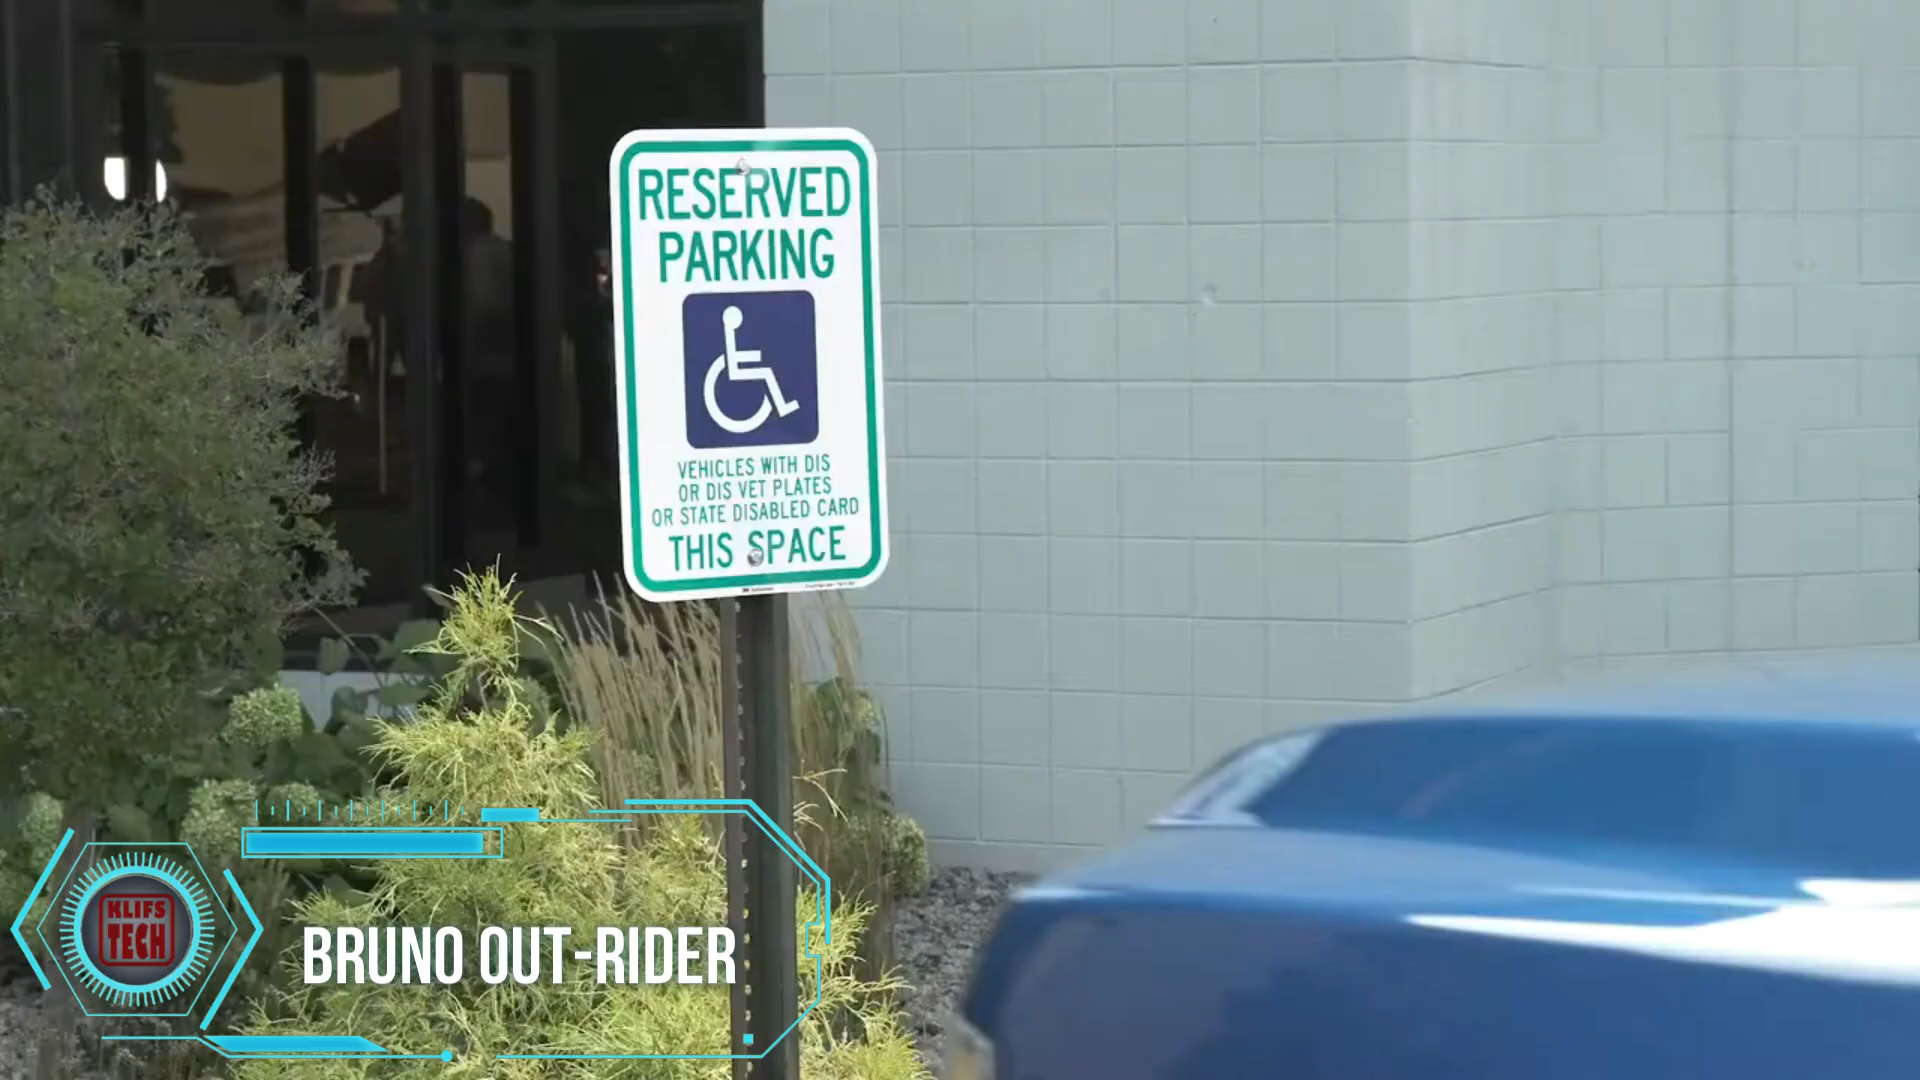 RESERVED
PARKING
VEHICLES WITH DIS
OR DIS VET PLATES
OR STATE DISABLED CARD
THIS SPACE
KLIFS
TECH
BRUNO OUT-RIDER